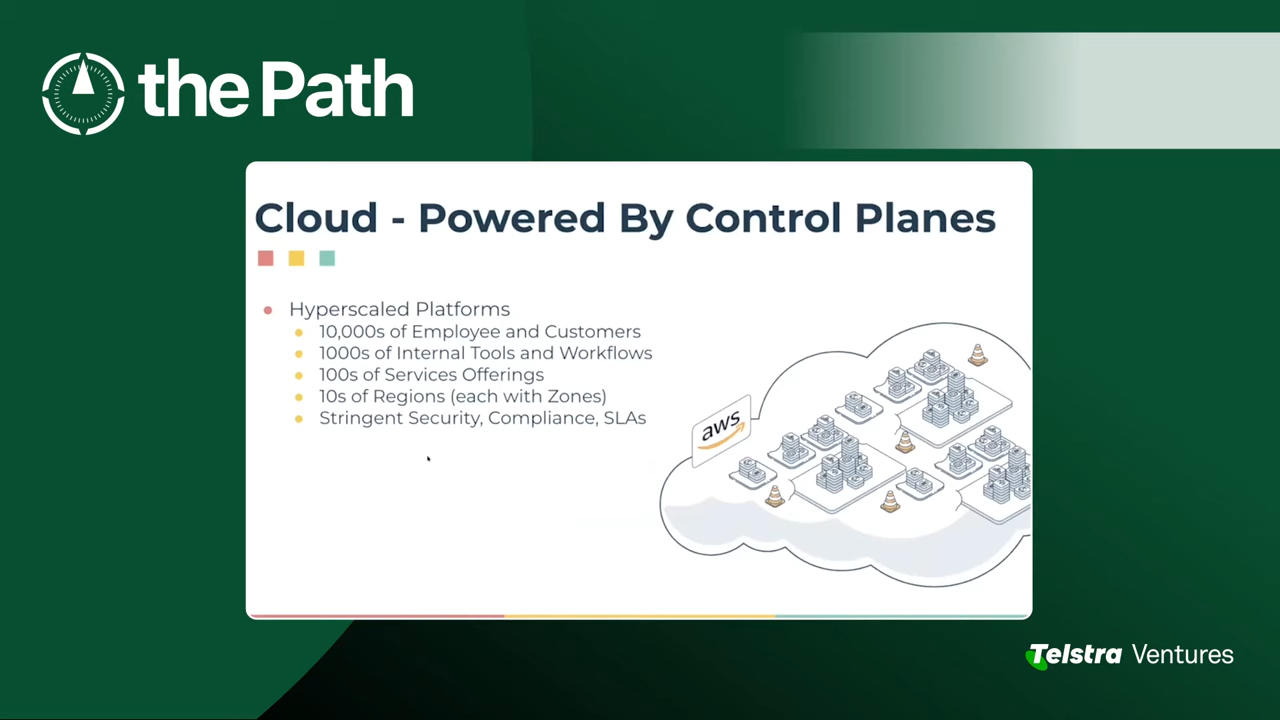 the Path
Cloud - Powered By Control Planes
Hyperscaled Platforms
10,000s of Employee and Customers
1000s of Internal Tools and Workflows
100s of Services Offerings
10s of Regions (each with Zones)
Stringent Security, Compliance, SLAs
aws
Telstra Ventures